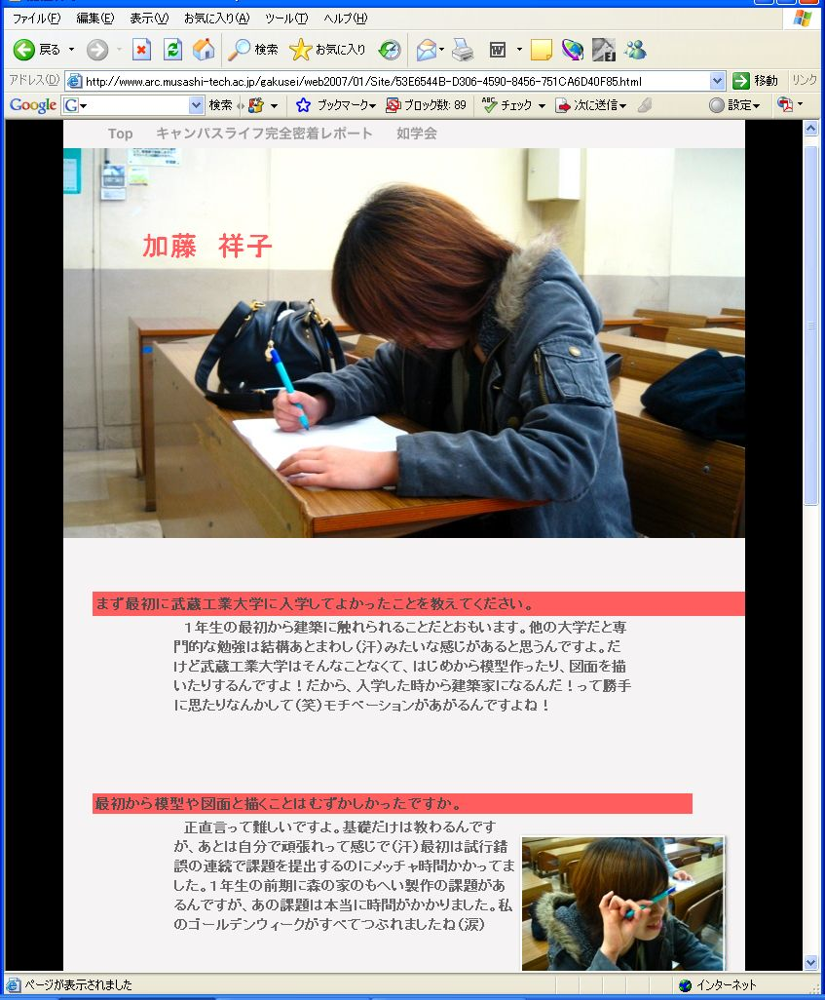 ファイル(F) 編集(E) 表示(V) お気に入り(A) ツール(T) ヘルプ(H)
戻る 検索 お気に入り
アドレス(D) http://www.arc.musashi-tech.ac.jp/gakusei/web2007/01/Site/53E6544B-D306-4590-8456-751CA6D40F85.html 移動 リンク
Google G 検索 ブックマーク ブロック数: 89 ABC チェック 次に送信 設定
Top キャンパスライフ完全密着レポート 如学会
加藤 祥子
まず最初に武蔵工業大学に入学してよかったことを教えてください。
１年生の最初から建築に触れられることだとおもいます。他の大学だと専
門的な勉強は結構あとまわし(汗)みたいな感じがあると思うんですよ。だ
けど武蔵工業大学はそんなことなくて、はじめから模型作ったり、図面を描
いたりするんですよ！だから、入学した時から建築家になるんだ！って勝手
に思たりなんかして(笑)モチベーションがあがるんですよね！
最初から模型や図面と描くことはむずかしかったですか。
正直言って難しいですよ。基礎だけは教わるんです
が、あとは自分で頑張れって感じで(汗)最初は試行錯
誤の連続で課題を提出するのにメッチャ時間かかってま
した。１年生の前期に森の家のもへい製作の課題があ
るんですが、あの課題は本当に時間がかかりました。私
のゴールデンウィークがすべてつぶれましたね(涙)
ページが表示されました インターネット